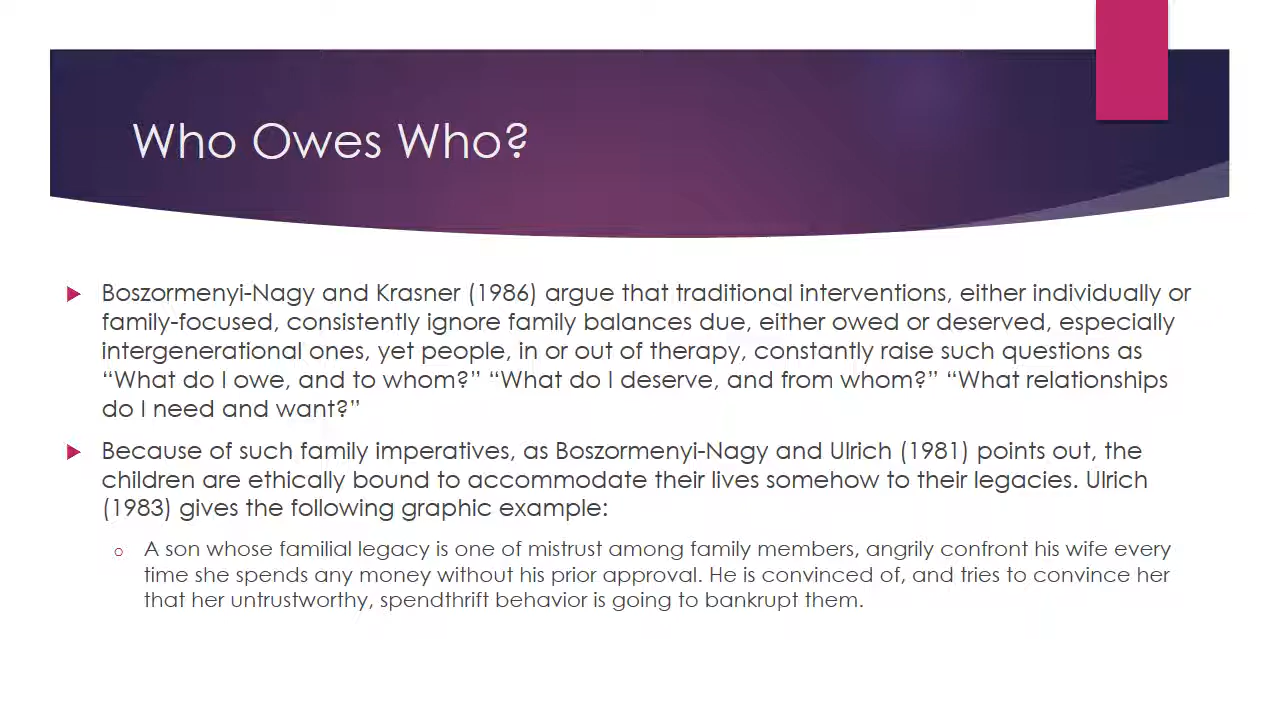 Who Owes Who?
Boszormenyi-Nagy and Krasner (1986) argue that traditional interventions, either individually or
family-focused, consistently ignore family balances due, either owed or deserved, especially
intergenerational ones, yet people, in or out of therapy, constantly raise such questions as
“What do I owe, and to whom?” “What do I deserve, and from whom?” “What relationships
do I need and want?”
Because of such family imperatives, as Boszormenyi-Nagy and Ulrich (1981) points out, the
children are ethically bound to accommodate their lives somehow to their legacies. Ulrich
(1983) gives the following graphic example:
A son whose familial legacy is one of mistrust among family members, angrily confront his wife every
time she spends any money without his prior approval. He is convinced of, and tries to convince her
that her untrustworthy, spendthrift behavior is going to bankrupt them.